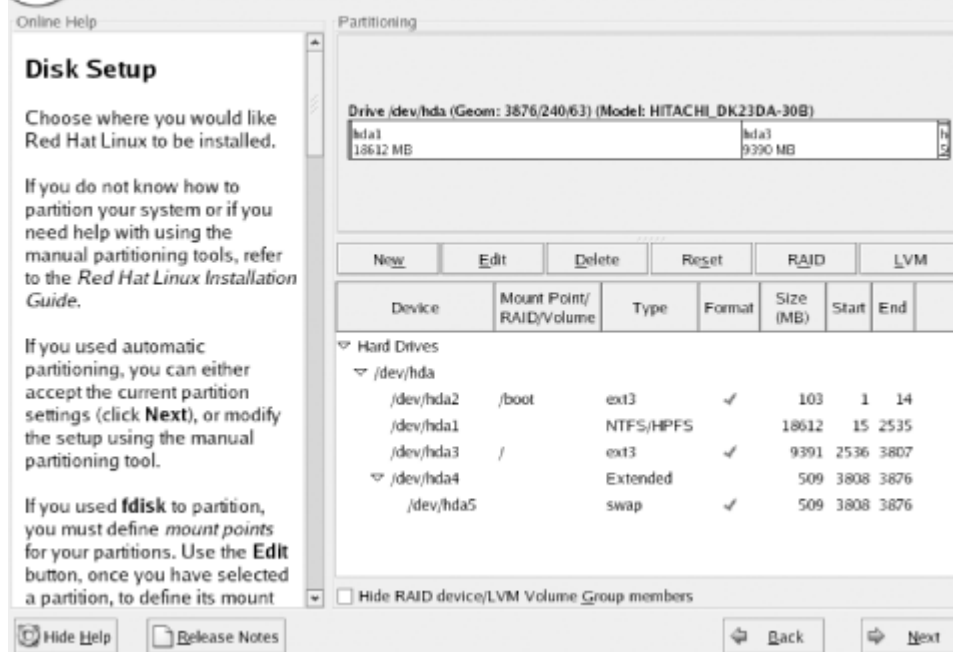 Online Help
Disk Setup
Choose where you would like
Red Hat Linux to be installed.
If you do not know how to
partition your system or if you
need help with using the
manual partitioning tools, refer
to the Red Hat Linux Installation
Guide.
If you used automatic
partitioning, you can either
accept the current partition
settings (click Next), or modify
the setup using the manual
partitioning tool.
If you used fdisk to partition,
you must define mount points
for your partitions. Use the Edit
button, once you have selected
a partition, to define its mount
Partitioning
Drive /dev/hda (Geom: 3876/240/63) (Model: HITACHI_DK23DA-30B)
hda1 hda3 h
18612 MB 9390 MB 5
New Edit Delete Reset RAID LVM
Device Mount Point/ RAID/Volume Type Format Size (MB) Start End
Hard Drives
/dev/hda
/dev/hda2 /boot ext3 ✓ 103 1 14
/dev/hda1 NTFS/HPFS 18612 15 2535
/dev/hda3 / ext3 ✓ 9391 2536 3807
/dev/hda4 Extended 509 3808 3876
/dev/hda5 swap ✓ 509 3808 3876
Hide RAID device/LVM Volume Group members
Hide Help Release Notes Back Next